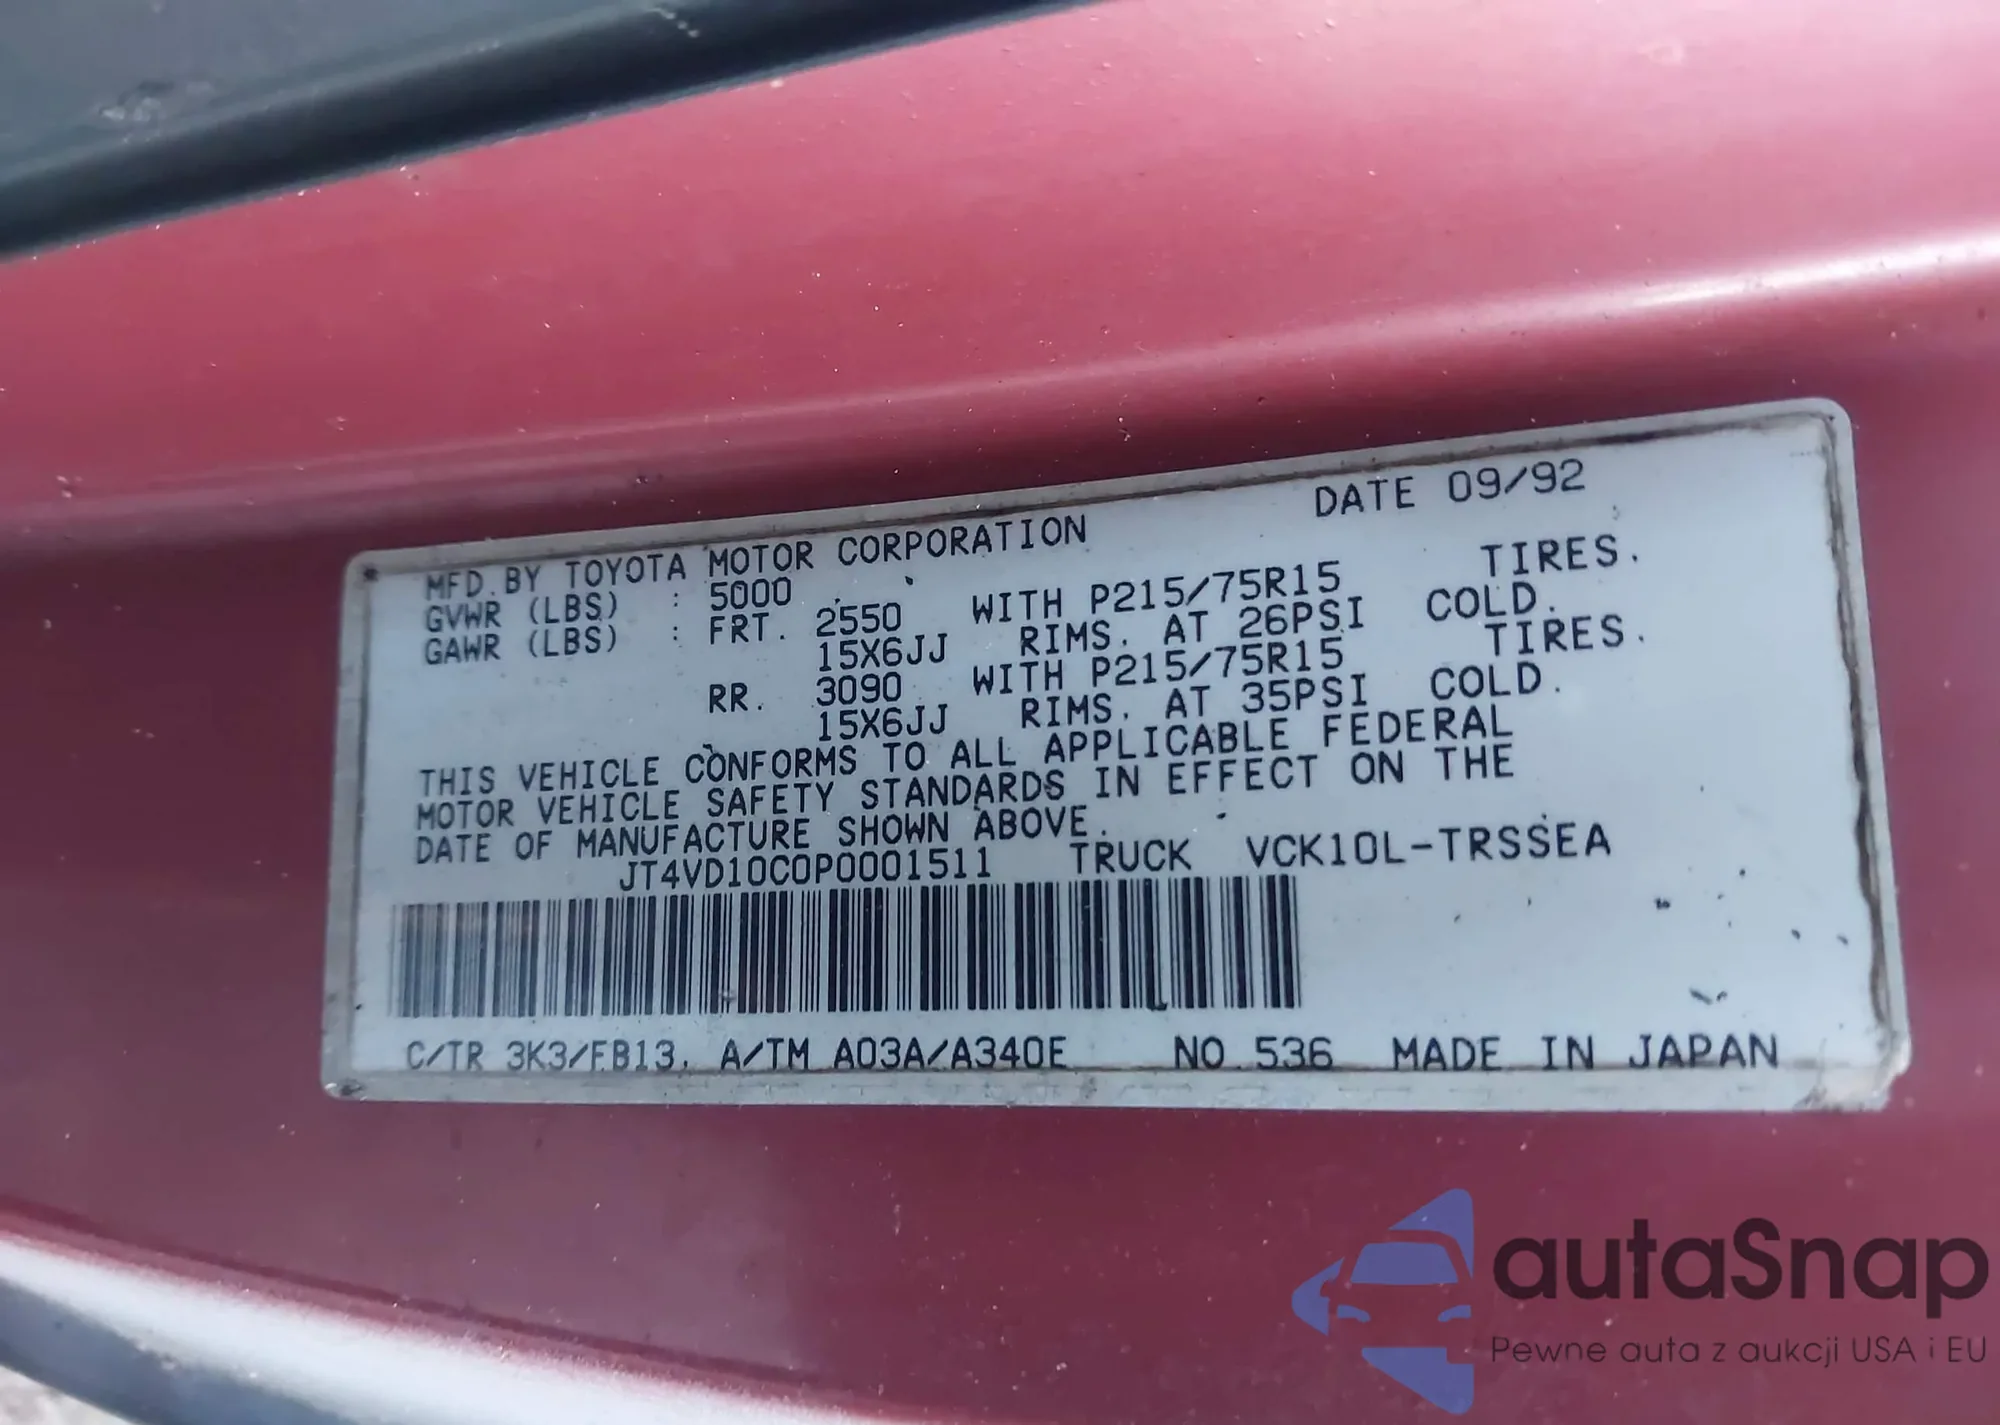 DATE 09/92
MFD.BY TOYOTA MOTOR CORPORATION
GVWR (LBS) : 5000
GAWR (LBS) : FRT. 2550 WITH P215/75R15 TIRES.
15X6JJ RIMS. AT 26PSI COLD.
RR. 3090 WITH P215/75R15 TIRES.
15X6JJ RIMS. AT 35PSI COLD.
THIS VEHICLE CONFORMS TO ALL APPLICABLE FEDERAL
MOTOR VEHICLE SAFETY STANDARDS IN EFFECT ON THE
DATE OF MANUFACTURE SHOWN ABOVE.
JT4VD10C0P0001511 TRUCK VCK10L-TRSSEA
C/TR 3K3/FB13. A/TM A03A/A340E NO.536 MADE IN JAPAN
autaSnap
Pewne auta z aukcji USA i EU